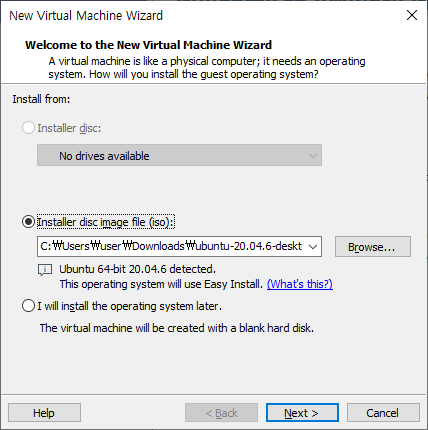 New Virtual Machine Wizard
Welcome to the New Virtual Machine Wizard
A virtual machine is like a physical computer; it needs an operating
system. How will you install the guest operating system?
Install from:
Installer disc:
No drives available
Installer disc image file (iso):
C:₩Users₩user₩Downloads₩ubuntu-20.04.6-deskt
Browse...
Ubuntu 64-bit 20.04.6 detected.
This operating system will use Easy Install. (What's this?)
I will install the operating system later.
The virtual machine will be created with a blank hard disk.
Help
< Back
Next >
Cancel